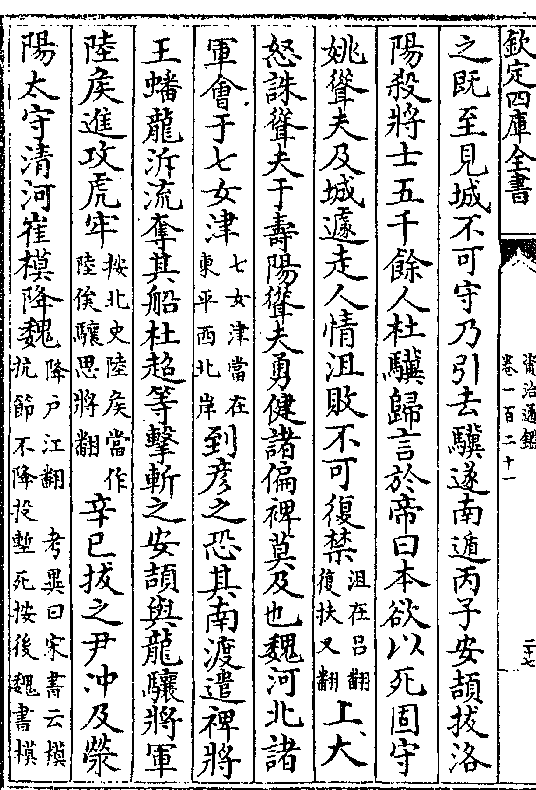 欽定四庫全書
資治通鑑
卷一百二十一
二十七
之既至見城不可守乃引去驥遂南遁丙子安頡拔洛
陽殺將士五千餘人杜驥歸言於帝曰本欲以死固守
姚聳夫及城遽走人情沮敗不可復禁沮在吕翻復扶又翻上大
怒誅聳夫于壽陽聳夫勇健諸偏裨莫及也魏河北諸
軍會于七女津七女津當在東平西北岸到彦之恐其南渡遣裨將
王蟠龍泝流奪其船杜超等擊斬之安頡與龍驤將軍
陸俟進攻虎牢按北史陸俟當作陸俟驤思將翻辛巳拔之尹冲及滎
陽太守清河崔模降魏降户江翻考異曰宋書云模抗節不降投塹死按後魏書模